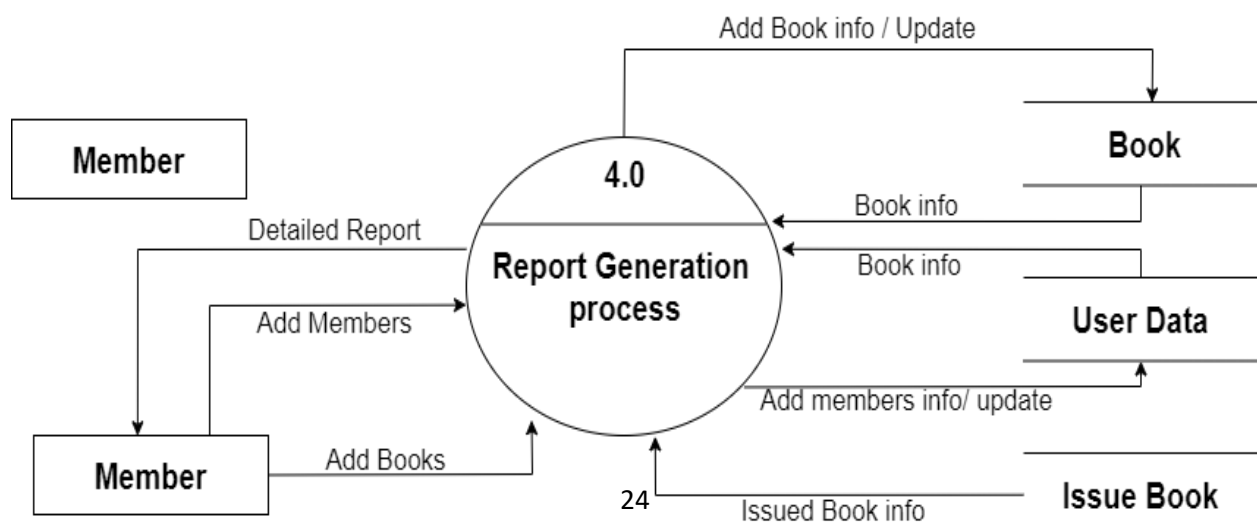 Add Book info / Update
Member
4.0
Book
Book info
Detailed Report
Report Generation
process
Book info
Add Members
User Data
Add members info/ update
Member
Add Books
24
Issued Book info
Issue Book